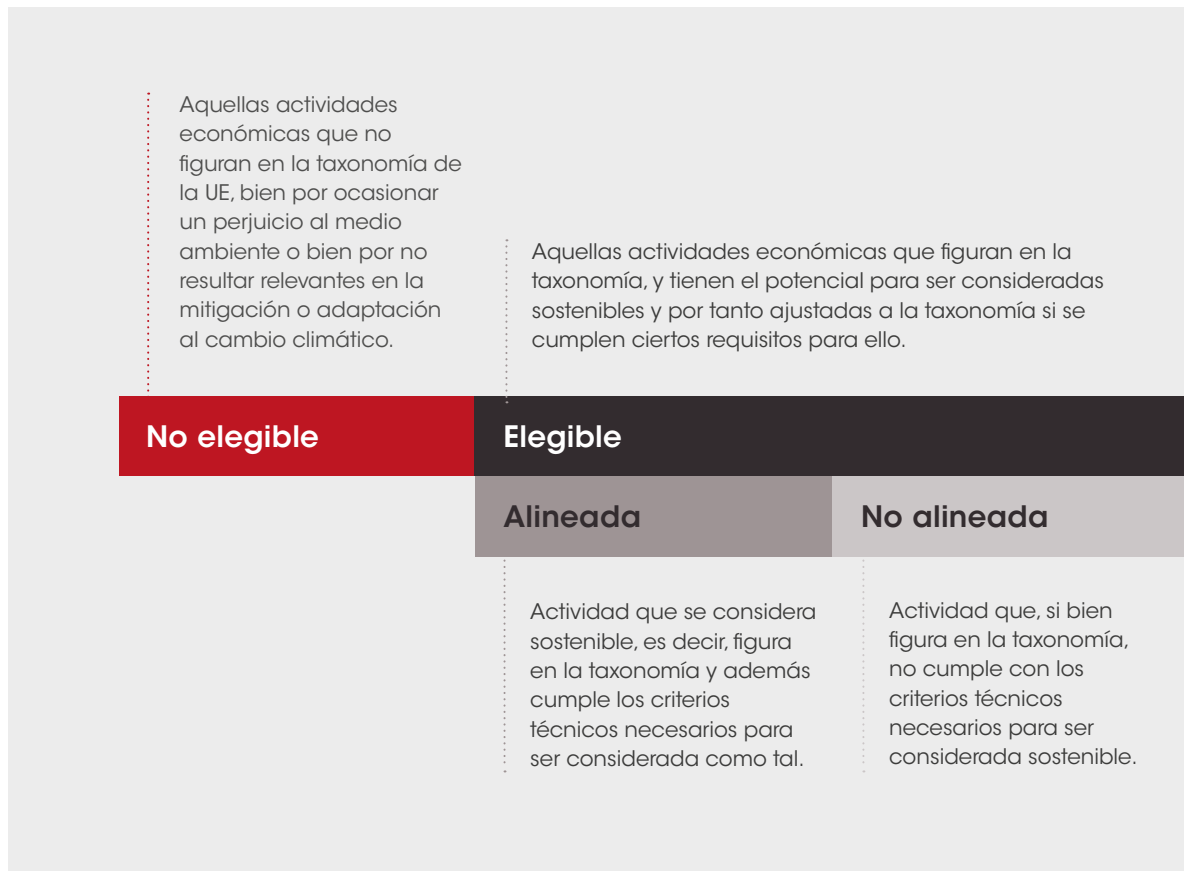 Aquellas actividades
económicas que no
figuran en la taxonomía de
la UE, bien por ocasionar
un perjuicio al medio
ambiente o bien por no
resultar relevantes en la
mitigación o adaptación
al cambio climático.
Aquellas actividades económicas que figuran en la
taxonomía, y tienen el potencial para ser consideradas
sostenibles y por tanto ajustadas a la taxonomía si se
cumplen ciertos requisitos para ello.
No elegible
Elegible
Alineada
No alineada
Actividad que se considera
sostenible, es decir, figura
en la taxonomía y además
cumple los criterios
técnicos necesarios para
ser considerada como tal.
Actividad que, si bien
figura en la taxonomía,
no cumple con los
criterios técnicos
necesarios para ser
considerada sostenible.